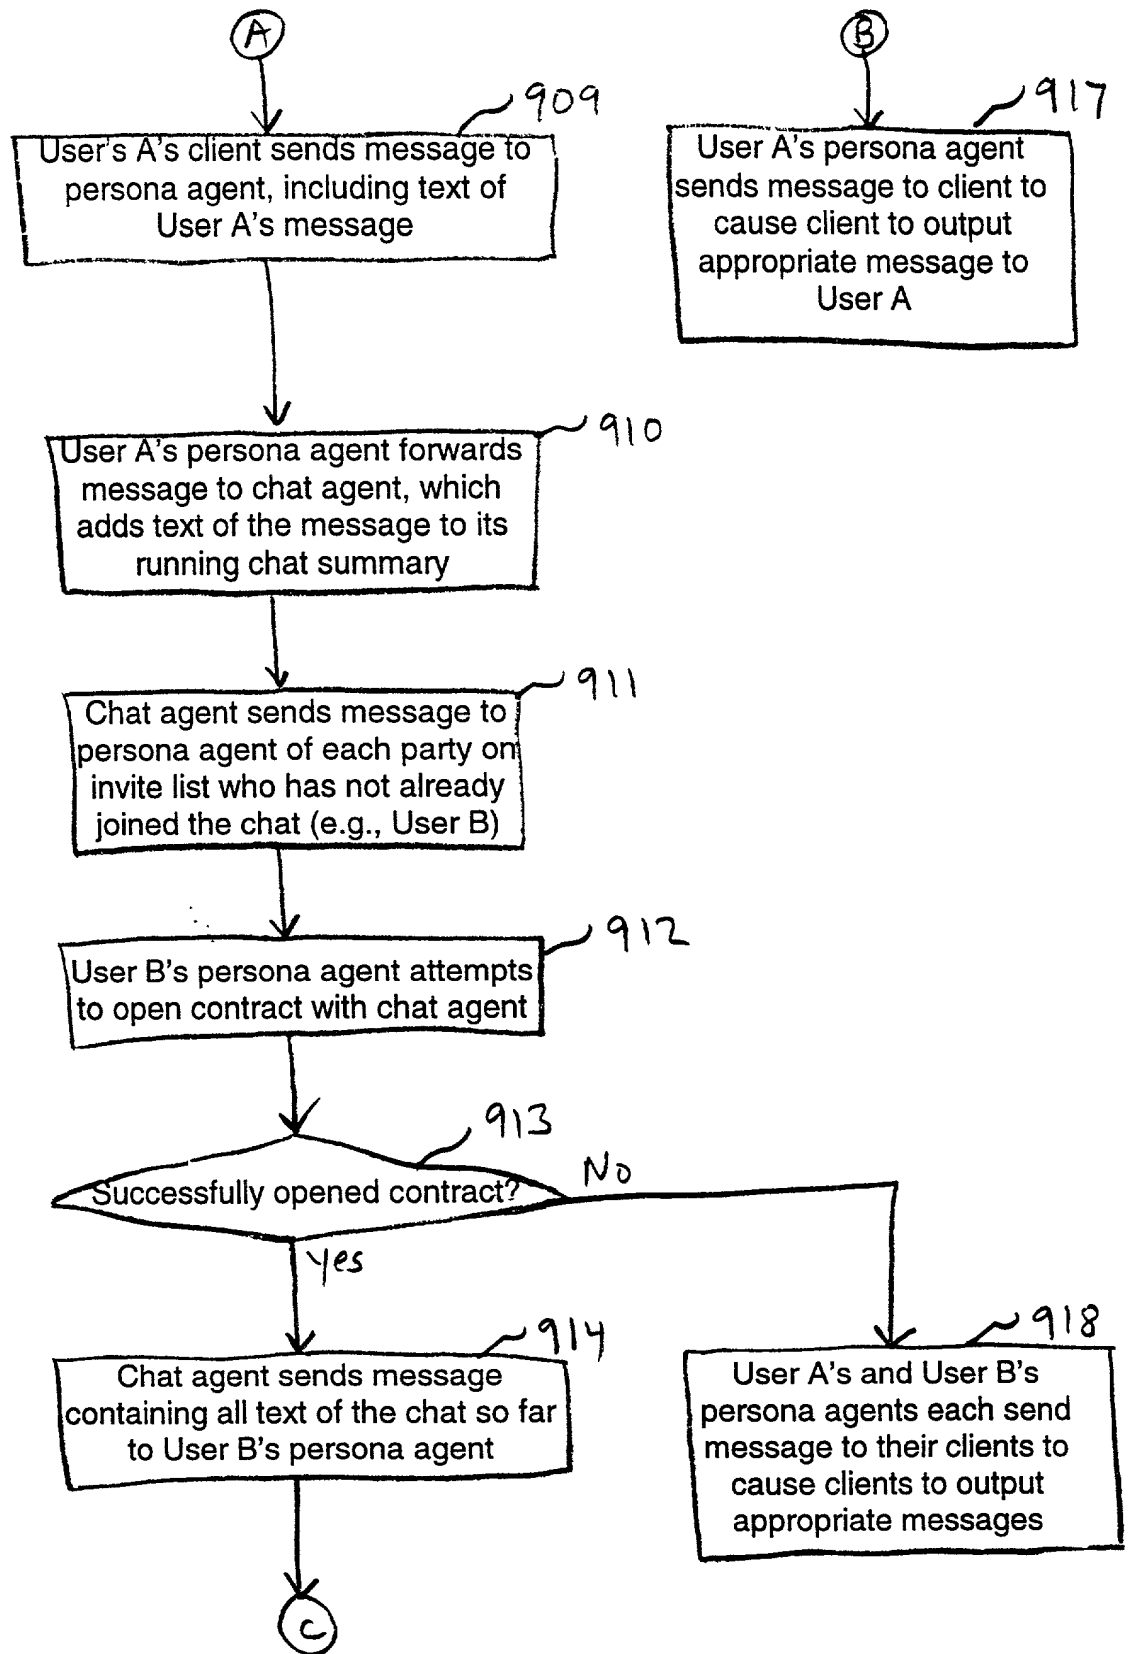 A
909
User's A's client sends message to
persona agent, including text of
User A's message
B
917
User A's persona agent
sends message to client to
cause client to output
appropriate message to
User A
910
User A's persona agent forwards
message to chat agent, which
adds text of the message to its
running chat summary
911
Chat agent sends message to
persona agent of each party on
invite list who has not already
joined the chat (e.g., User B)
912
User B's persona agent attempts
to open contract with chat agent
913
Successfully opened contract?
No
Yes
914
Chat agent sends message
containing all text of the chat so far
to User B's persona agent
918
User A's and User B's
persona agents each send
message to their clients to
cause clients to output
appropriate messages
C